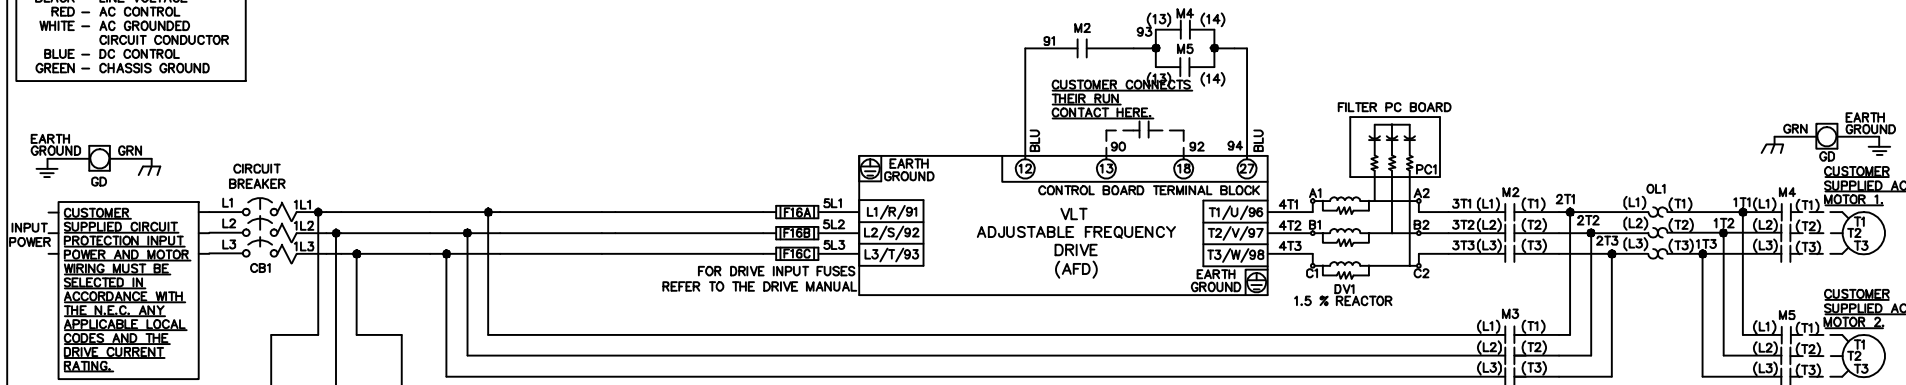 BLACK – LINE VOLTAGE
RED – AC CONTROL
WHITE – AC GROUNDED
CIRCUIT CONDUCTOR
BLUE – DC CONTROL
GREEN – CHASSIS GROUND
EARTH
GROUND
GRN
GD
INPUT
POWER
CUSTOMER
SUPPLIED CIRCUIT
PROTECTION INPUT
POWER AND MOTOR
WIRING MUST BE
SELECTED IN
ACCORDANCE WITH
THE N.E.C. ANY
APPLICABLE LOCAL
CODES AND THE
DRIVE CURRENT
RATING.
CIRCUIT
BREAKER
L1 1L1
L2 1L2
L3 1L3
CB1
F16A 5L1
F16B 5L2
F16C 5L3
FOR DRIVE INPUT FUSES
REFER TO THE DRIVE MANUAL
91 M2 93
(13) M4 (14)
M5
(13) (14)
CUSTOMER CONNECTS
THEIR RUN
CONTACT HERE.
BLU 90 92 94 BLU
12 13 18 27
EARTH
GROUND
CONTROL BOARD TERMINAL BLOCK
L1/R/91
L2/S/92
L3/T/93
VLT
ADJUSTABLE FREQUENCY
DRIVE
(AFD)
T1/U/96
T2/V/97
T3/W/98
EARTH
GROUND
FILTER PC BOARD
PC1
4T1 A1 A2
4T2 B1 B2
4T3
C1 C2
DV1
1.5 % REACTOR
M2
3T1 (L1) (T1) 2T1
3T2 (L2) (T2) 2T2
3T3 (L3) (T3) 2T3
OL1
(L1) (T1) 1T1
(L2) (T2) 1T2
(L3) (T3) 1T3
M3
(L1) (T1)
(L2) (T2)
(L3) (T3)
GRN
GD
EARTH
GROUND
CUSTOMER
SUPPLIED AC
MOTOR 1.
M4
(L1) (T1) T1
(L2) (T2) T2
(L3) (T3) T3
CUSTOMER
SUPPLIED AC
MOTOR 2.
M5
(L1) (T1) T1
(L2) (T2) T2
(L3) (T3) T3